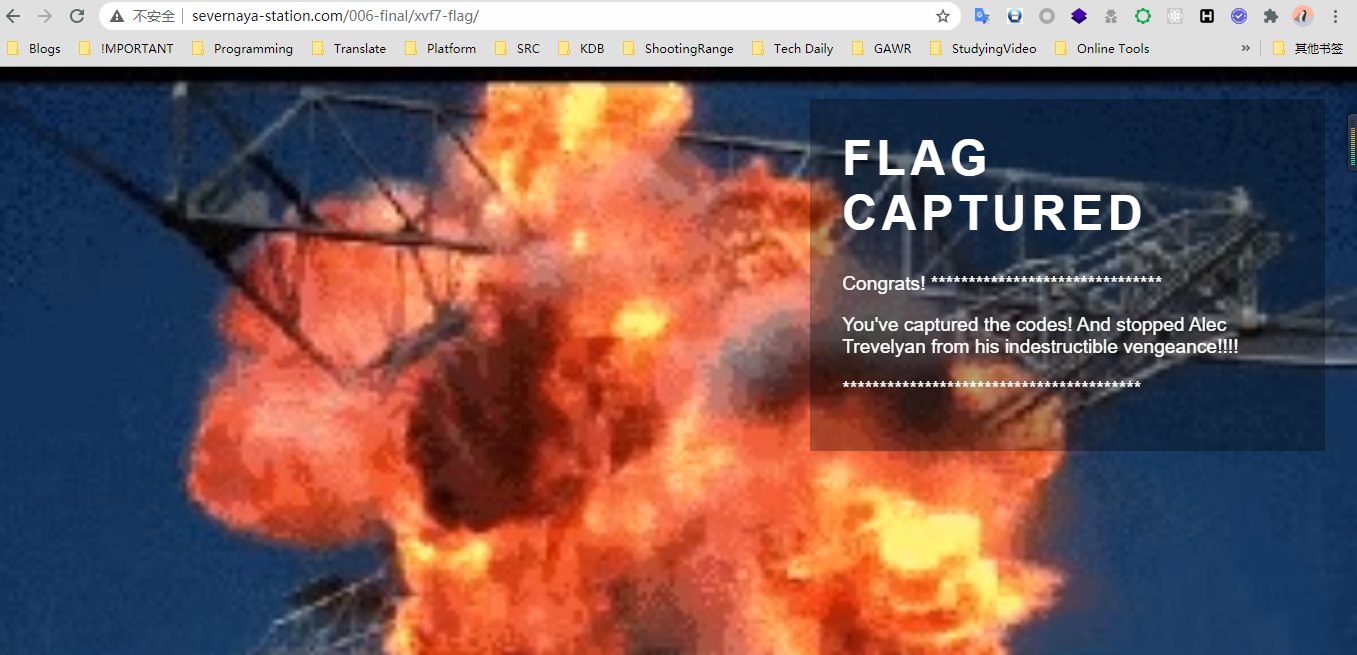 不安全 severnaya-station.com/006-final/xvf7-flag/
Blogs !MPORTANT Programming Translate Platform SRC KDB ShootingRange Tech Daily GAWR StudyingVideo Online Tools » 其他书签
FLAG
CAPTURED
Congrats! *******************************
You've captured the codes! And stopped Alec
Trevelyan from his indestructible vengeance!!!!
****************************************